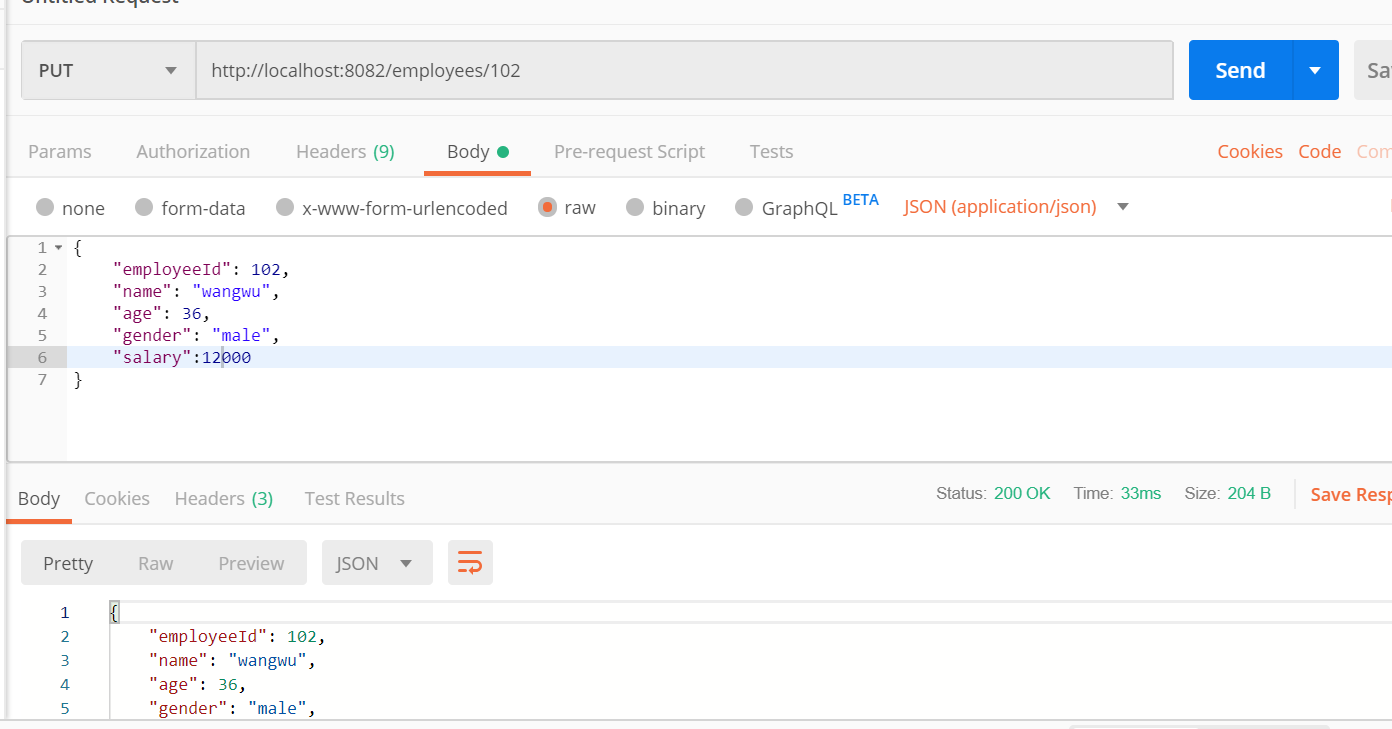 Untitled Request
PUT http://localhost:8082/employees/102 Send
Params Authorization Headers (9) Body Pre-request Script Tests Cookies Code
none form-data x-www-form-urlencoded raw binary GraphQL BETA JSON (application/json)
1 {
2 "employeeId": 102,
3 "name": "wangwu",
4 "age": 36,
5 "gender": "male",
6 "salary":12000
7 }
Body Cookies Headers (3) Test Results Status: 200 OK Time: 33ms Size: 204 B Save Resp
Pretty Raw Preview JSON
1 {
2 "employeeId": 102,
3 "name": "wangwu",
4 "age": 36,
5 "gender": "male",